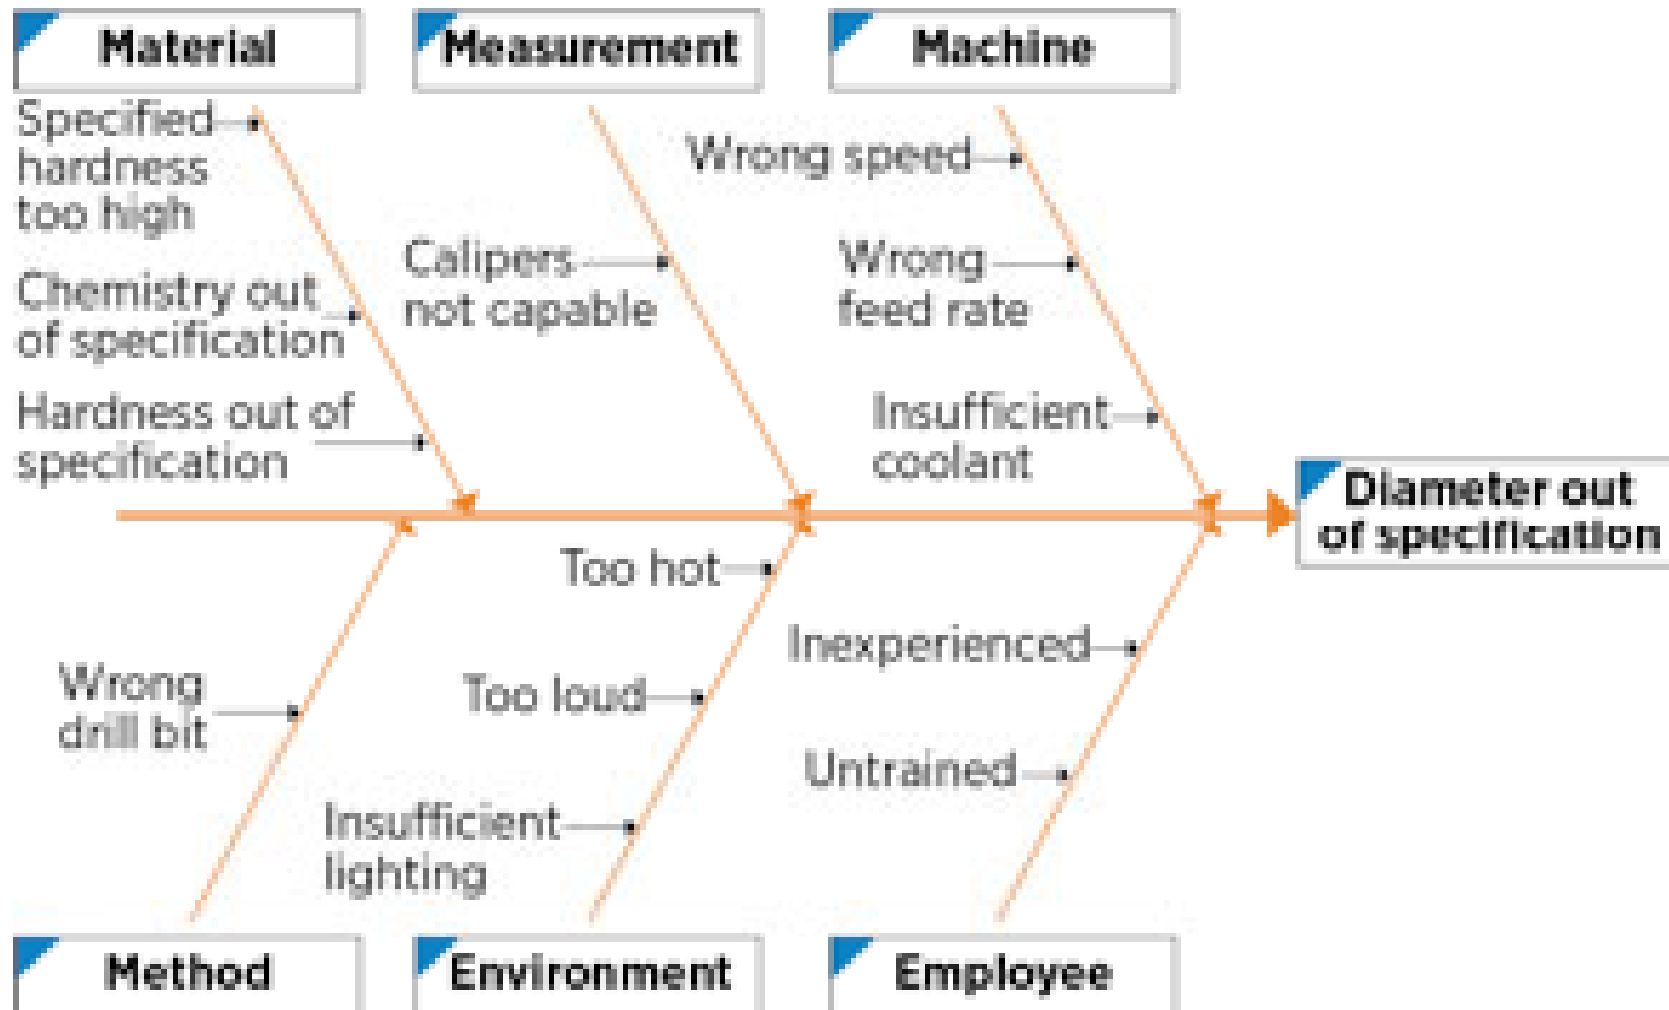 Material
Measurement
Machine
Specified
hardness
too high
Chemistry out
of specification
Hardness out of
specification
Calipers
not capable
Wrong speed
Wrong
feed rate
Insufficient
coolant
Diameter out
of specification
Wrong
drill bit
Too hot
Too loud
Insufficient
lighting
Inexperienced
Untrained
Method
Environment
Employee